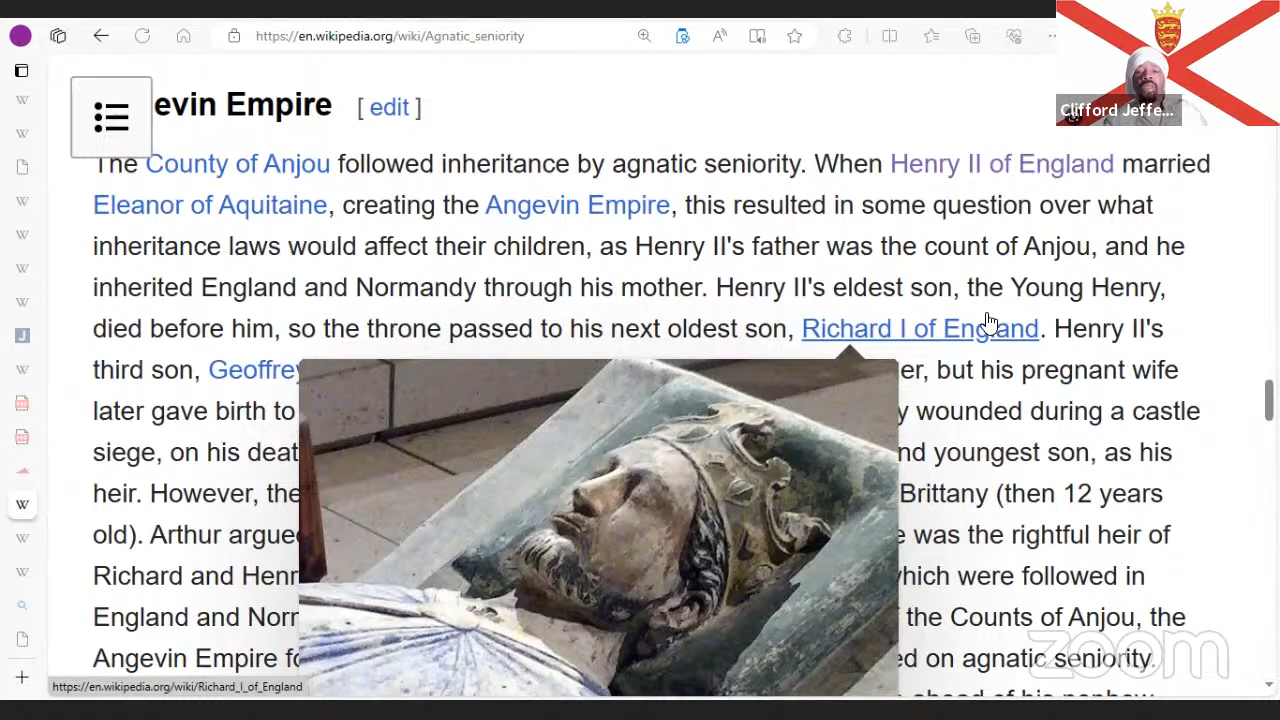 https://en.wikipedia.org/wiki/Agnatic_seniority
Clifford Jeffe...
evin Empire [ edit ]
The County of Anjou followed inheritance by agnatic seniority. When Henry II of England married
Eleanor of Aquitaine, creating the Angevin Empire, this resulted in some question over what
inheritance laws would affect their children, as Henry II's father was the count of Anjou, and he
inherited England and Normandy through his mother. Henry II's eldest son, the Young Henry,
died before him, so the throne passed to his next oldest son, Richard I of England. Henry II's
third son, Geoffrey er, but his pregnant wife
later gave birth to y wounded during a castle
siege, on his deat nd youngest son, as his
heir. However, the Brittany (then 12 years
old). Arthur argue e was the rightful heir of
Richard and Henr which were followed in
England and Norr the Counts of Anjou, the
Angevin Empire fo ed on agnatic seniority.
ahead of his nephew
zoom
https://en.wikipedia.org/wiki/Richard_I_of_England